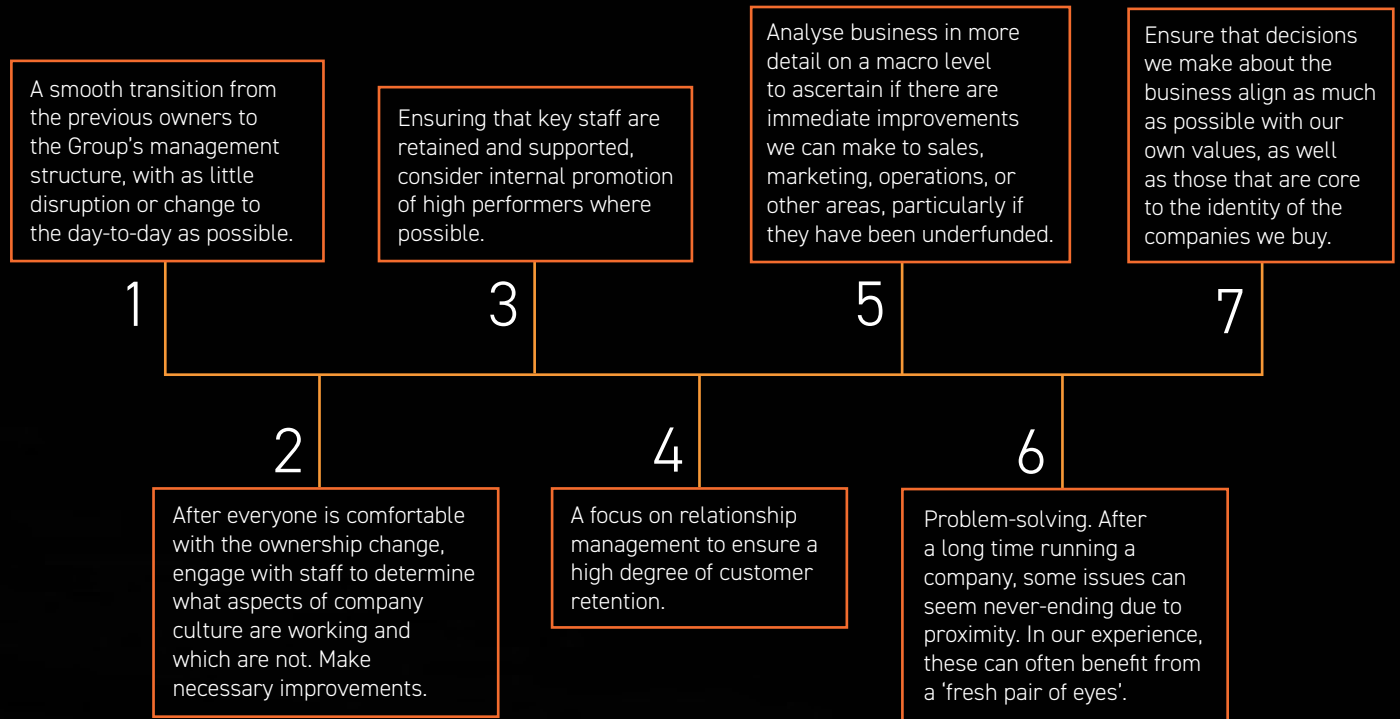 1
A smooth transition from
the previous owners to
the Group’s management
structure, with as little
disruption or change to
the day-to-day as possible.
2
After everyone is comfortable
with the ownership change,
engage with staff to determine
what aspects of company
culture are working and
which are not. Make
necessary improvements.
3
Ensuring that key staff are
retained and supported,
consider internal promotion
of high performers where
possible.
4
A focus on relationship
management to ensure a
high degree of customer
retention.
5
Analyse business in more
detail on a macro level
to ascertain if there are
immediate improvements
we can make to sales,
marketing, operations, or
other areas, particularly if
they have been underfunded.
6
Problem-solving. After
a long time running a
company, some issues can
seem never-ending due to
proximity. In our experience,
these can often benefit from
a ‘fresh pair of eyes’.
7
Ensure that decisions
we make about the
business align as much
as possible with our
own values, as well
as those that are core
to the identity of the
companies we buy.